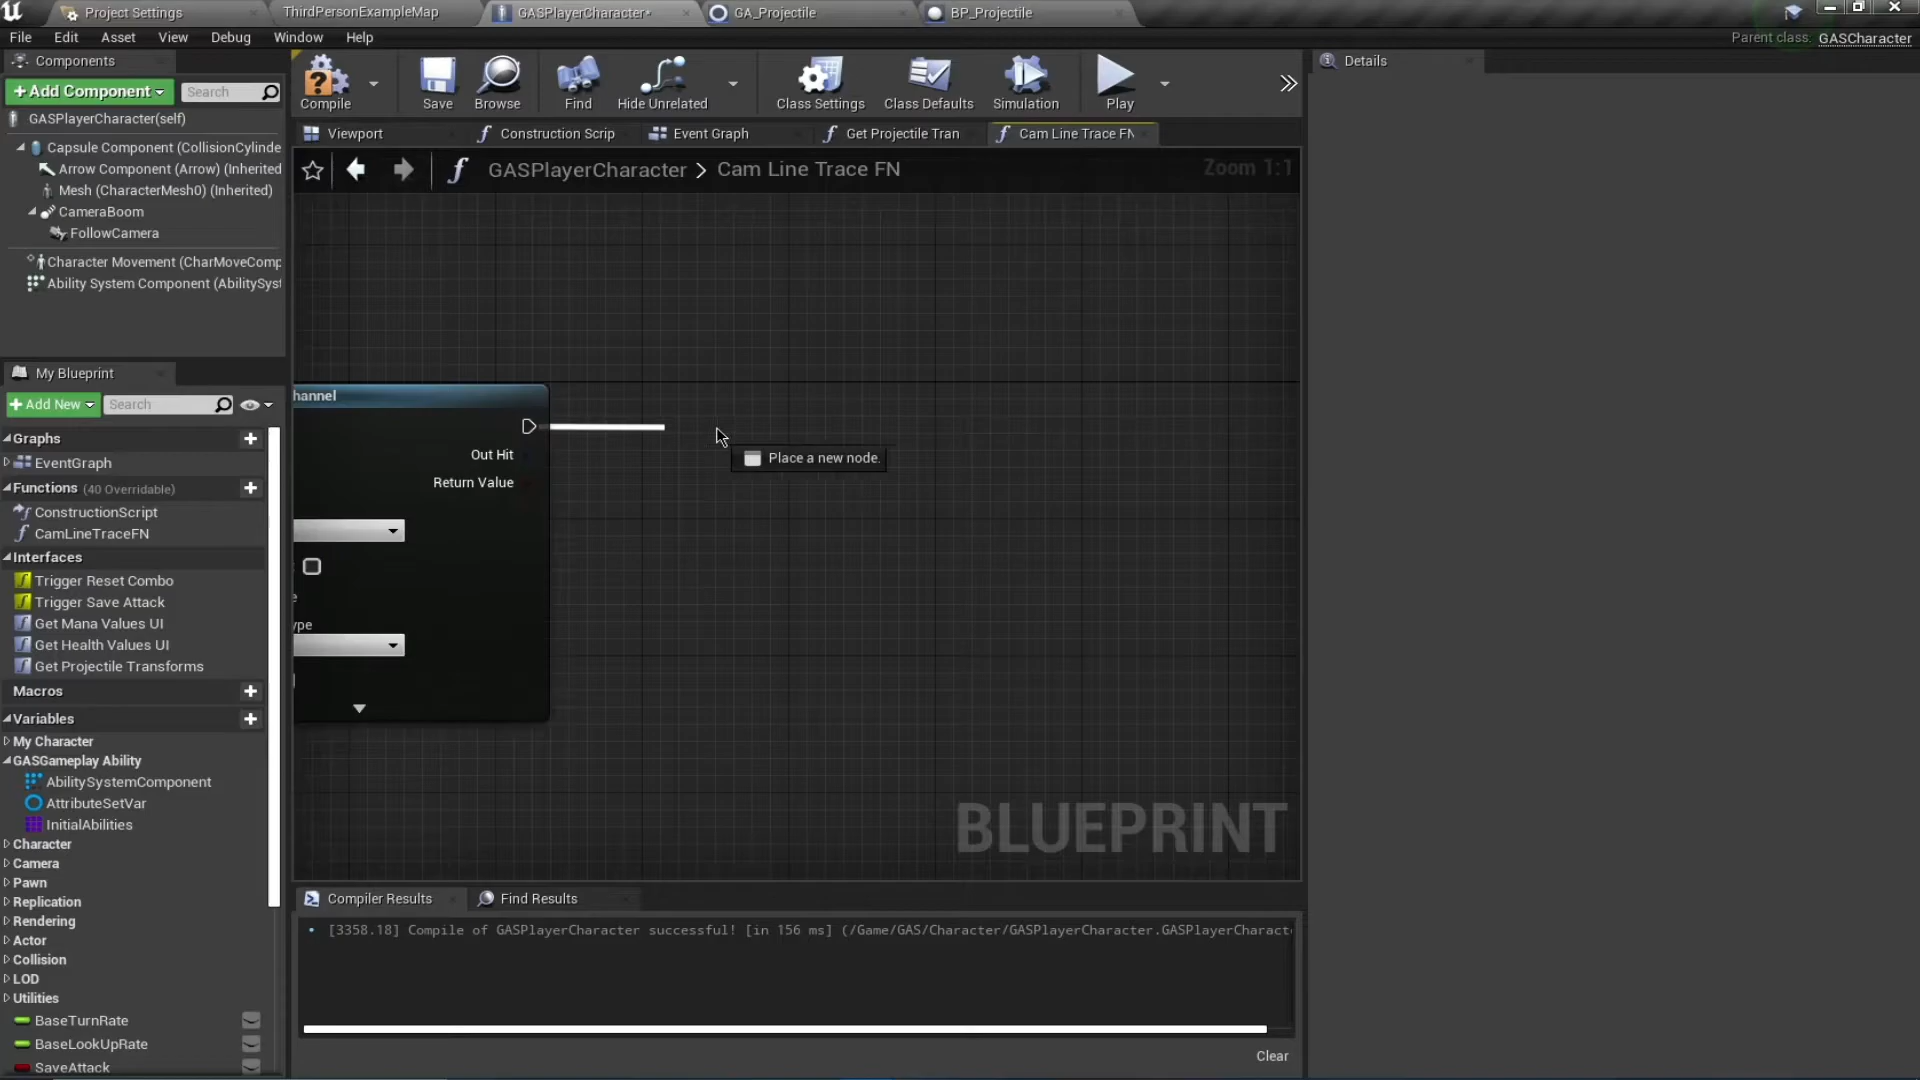 Project Settings
ThirdPersonExampleMap
GASPlayerCharacter*
GA_Projectile
BP_Projectile
File
Edit
Asset
View
Debug
Window
Help
Parent class: GASCharacter
Components
+Add Component
Search
GASPlayerCharacter(self)
Capsule Component (CollisionCylinde
Arrow Component (Arrow) (Inherited
Mesh (CharacterMesh0) (Inherited)
CameraBoom
FollowCamera
Character Movement (CharMoveComp
Ability System Component (AbilitySyst
Compile
Save
Browse
Find
Hide Unrelated
Class Settings
Class Defaults
Simulation
Play
Details
Viewport
Construction Scrip
Event Graph
Get Projectile Tran
Cam Line Trace FN
GASPlayerCharacter > Cam Line Trace FN
Zoom 1:1
hannel
Out Hit
Return Value
e
ype
Place a new node.
BLUEPRINT
My Blueprint
+Add New
Search
Graphs
EventGraph
Functions (40 Overridable)
ConstructionScript
CamLineTraceFN
Interfaces
Trigger Reset Combo
Trigger Save Attack
Get Mana Values UI
Get Health Values UI
Get Projectile Transforms
Macros
Variables
My Character
GASGameplay Ability
AbilitySystemComponent
AttributeSetVar
InitialAbilities
Character
Camera
Pawn
Replication
Rendering
Actor
Collision
LOD
Utilities
BaseTurnRate
BaseLookUpRate
SaveAttack
Compiler Results
Find Results
[3358.18] Compile of GASPlayerCharacter successful! [in 156 ms] (/Game/GAS/Character/GASPlayerCharacter.GASPlayerCharact
Clear